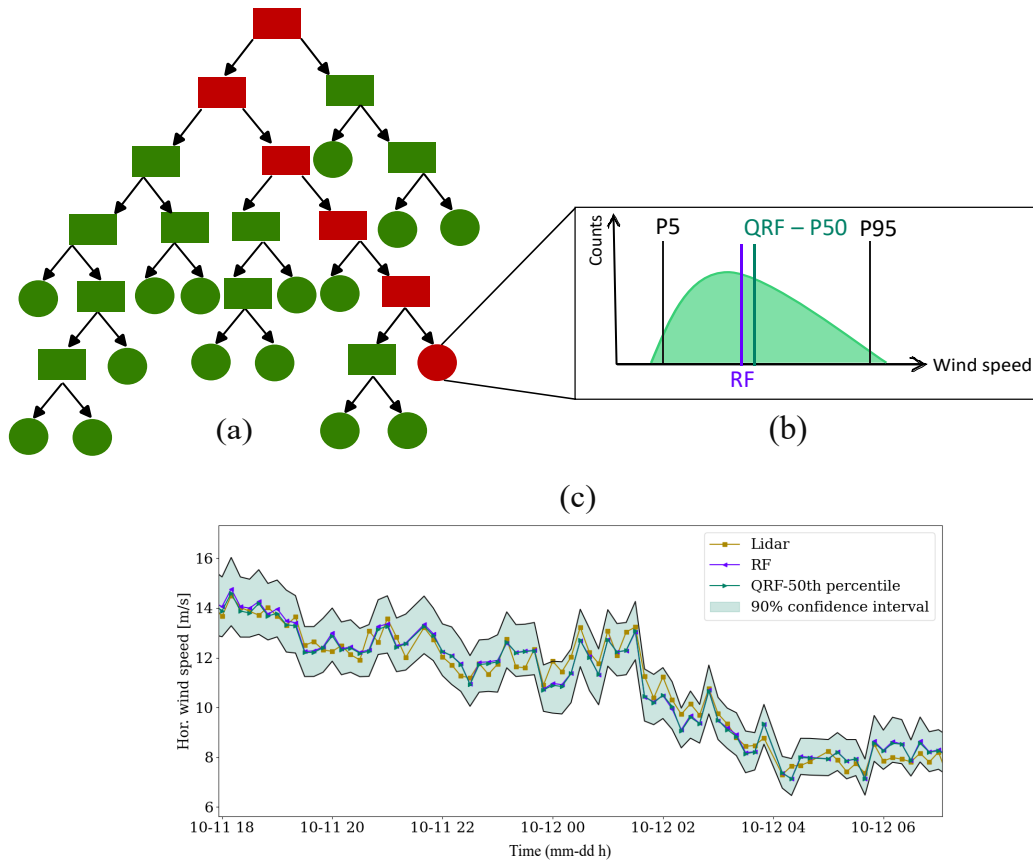 P5
QRF – P50
P95
Counts
Wind speed
RF
(a)
(b)
(c)
Hor. wind speed [m/s]
16
14
12
10
8
6
Lidar
RF
QRF-50th percentile
90% confidence interval
10-11 18
10-11 20
10-11 22
10-12 00
10-12 02
10-12 04
10-12 06
Time (mm-dd h)